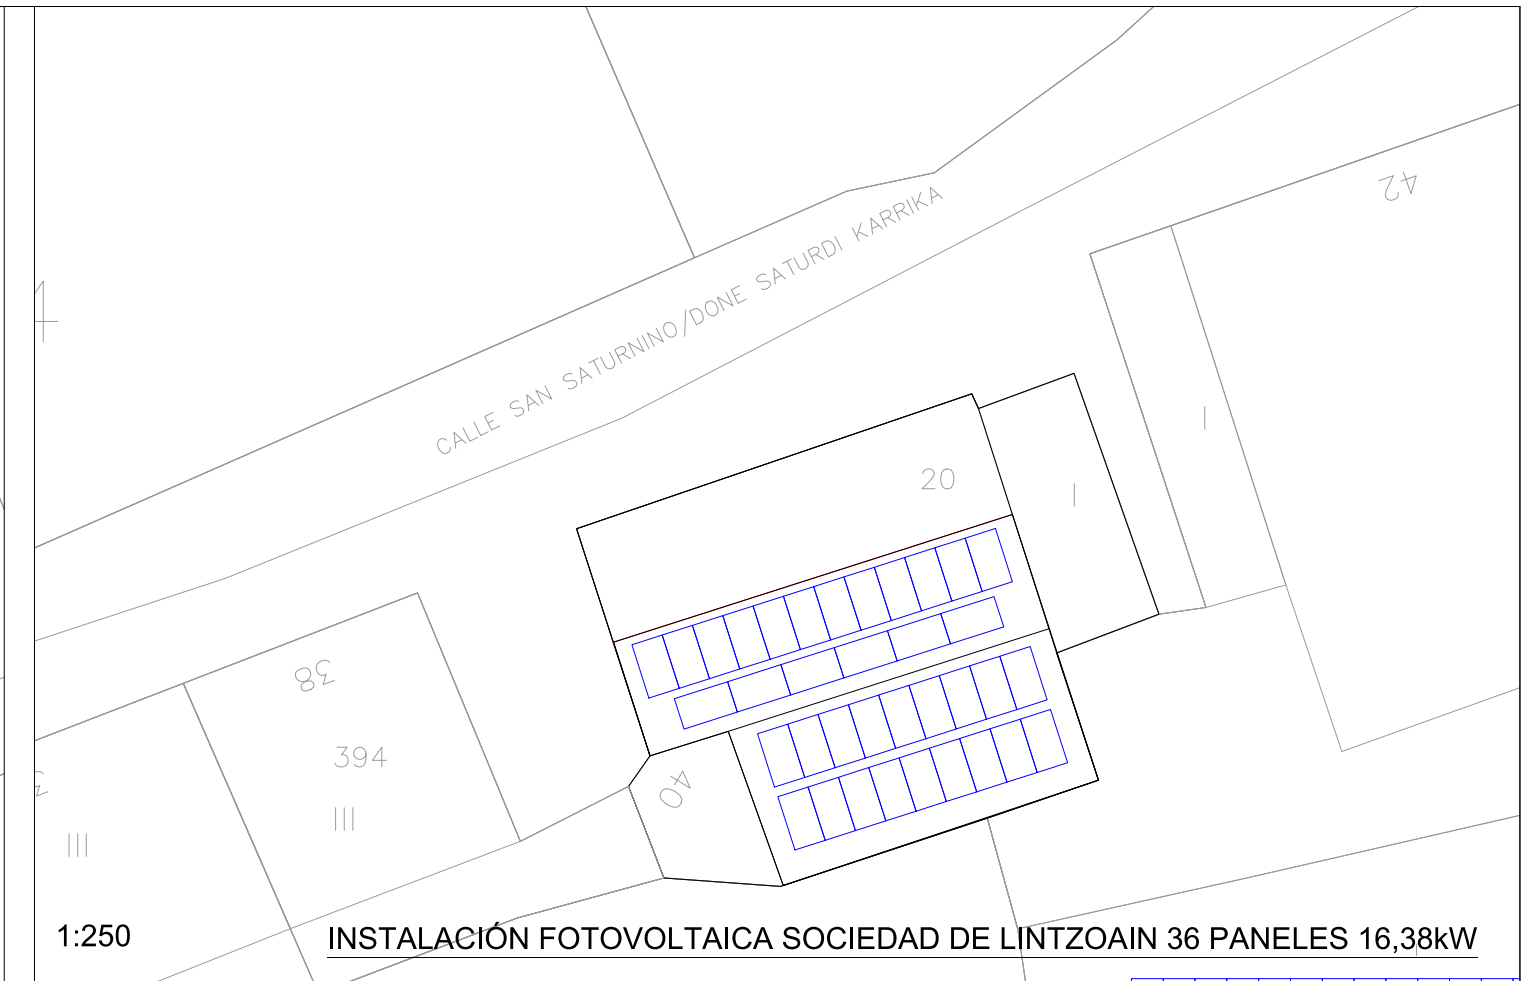 42
CALLE SAN SATURNINO/DONE SATURDI KARRIKA
I
20
I
38
394
40
III
III
1:250
INSTALACIÓN FOTOVOLTAICA SOCIEDAD DE LINTZOAIN 36 PANELES 16,38kW